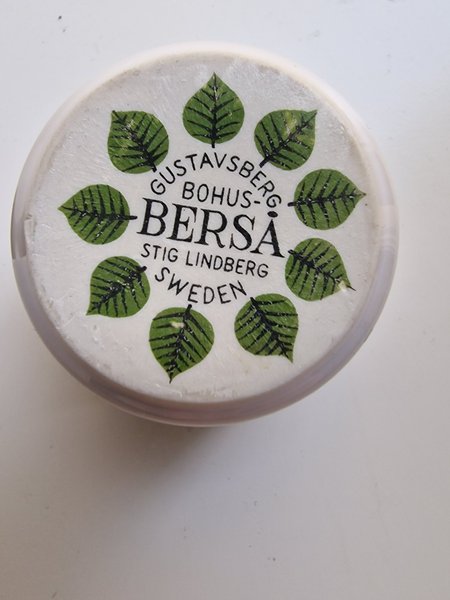 GUSTAVSBERG
BOHUS-
BERSÅ
STIG LINDBERG
SWEDEN